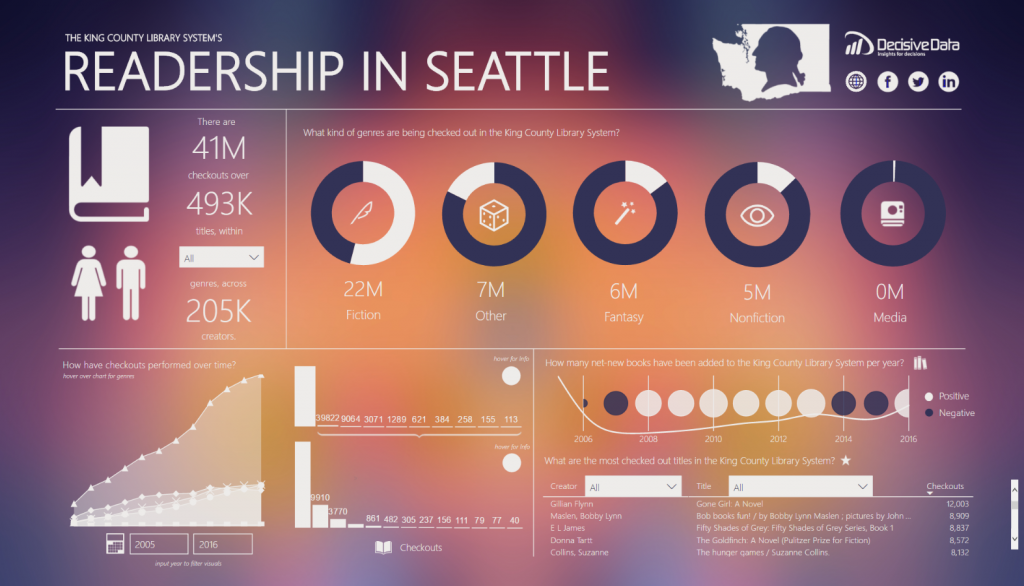 THE KING COUNTY LIBRARY SYSTEM'S
READERSHIP IN SEATTLE
DecisiveData
Insights for decisions
There are
41M
checkouts over
493K
titles, within
All
genres, across
205K
creators.
What kind of genres are being checked out in the King County Library System?
22M
Fiction
7M
Other
6M
Fantasy
5M
Nonfiction
0M
Media
How have checkouts performed over time?
hover over chart for genres
2005 2016
input year to filter visuals
hover for Info
39822 9064 3071 1289 621 384 258 155 113
hover for Info
9910
3770
861 482 305 237 156 111 79 77 40
Checkouts
How many net-new books have been added to the King County Library System per year?
Positive
Negative
2006 2008 2010 2012 2014 2016
What are the most checked out titles in the King County Library System?
Creator All Title All Checkouts
Gillian Flynn Gone Girl: A Novel 12,003
Maslen, Bobby Lynn Bob books fun! / by Bobby Lynn Maslen ; pictures by John ... 8,909
E L James Fifty Shades of Grey: Fifty Shades of Grey Series, Book 1 8,837
Donna Tartt The Goldfinch: A Novel (Pulitzer Prize for Fiction) 8,572
Collins, Suzanne The hunger games / Suzanne Collins. 8,132